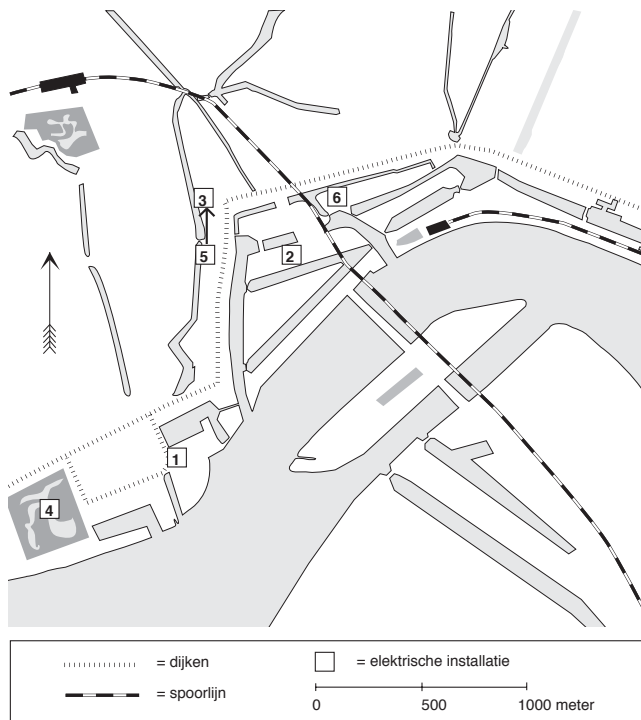 3
6
5
2
1
4
= dijken
= elektrische installatie
= spoorlijn
0 500 1000 meter